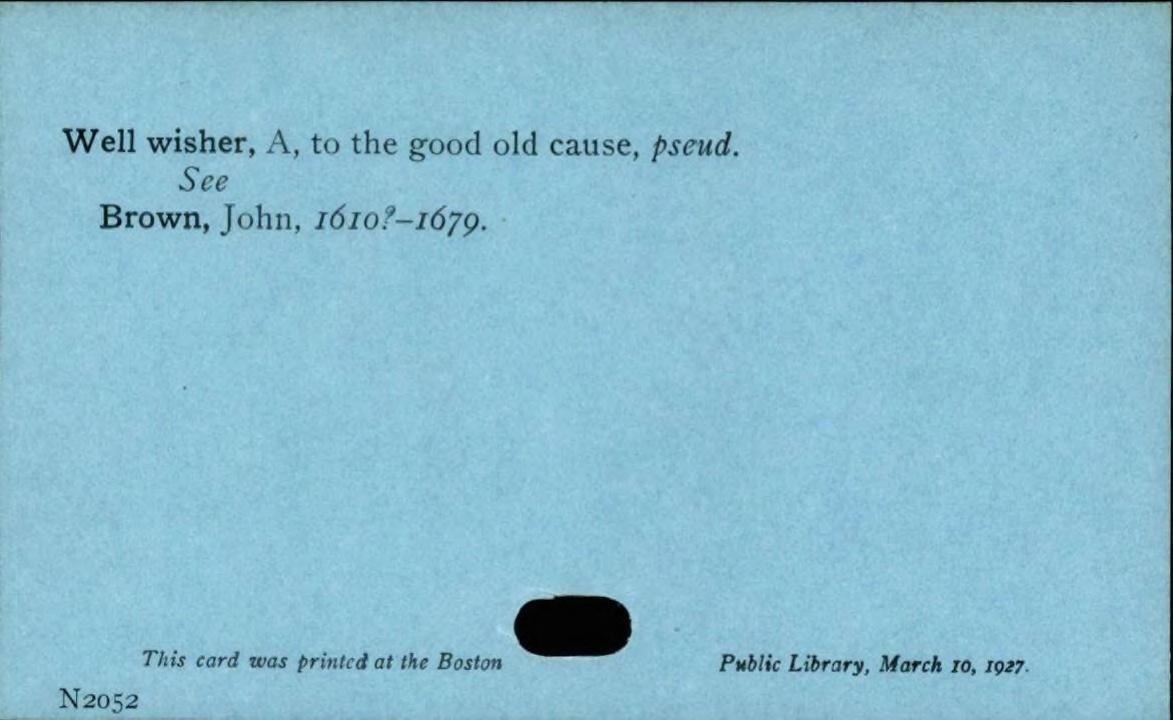 Well wisher, A, to the good old cause, pseud.
See
Brown, John, 1610?–1679.
This card was printed at the Boston Public Library, March 10, 1927.
N2052